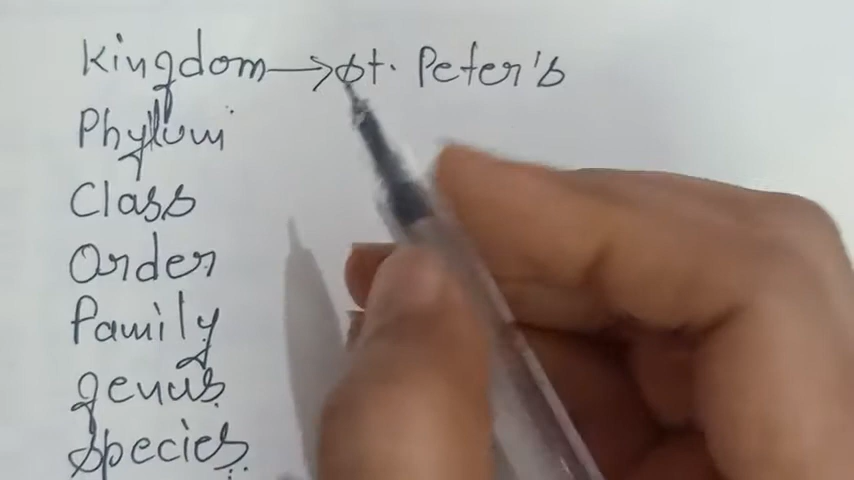 Kingdom → St. Peter's
Phylum
Class
Order
Family
genus
species